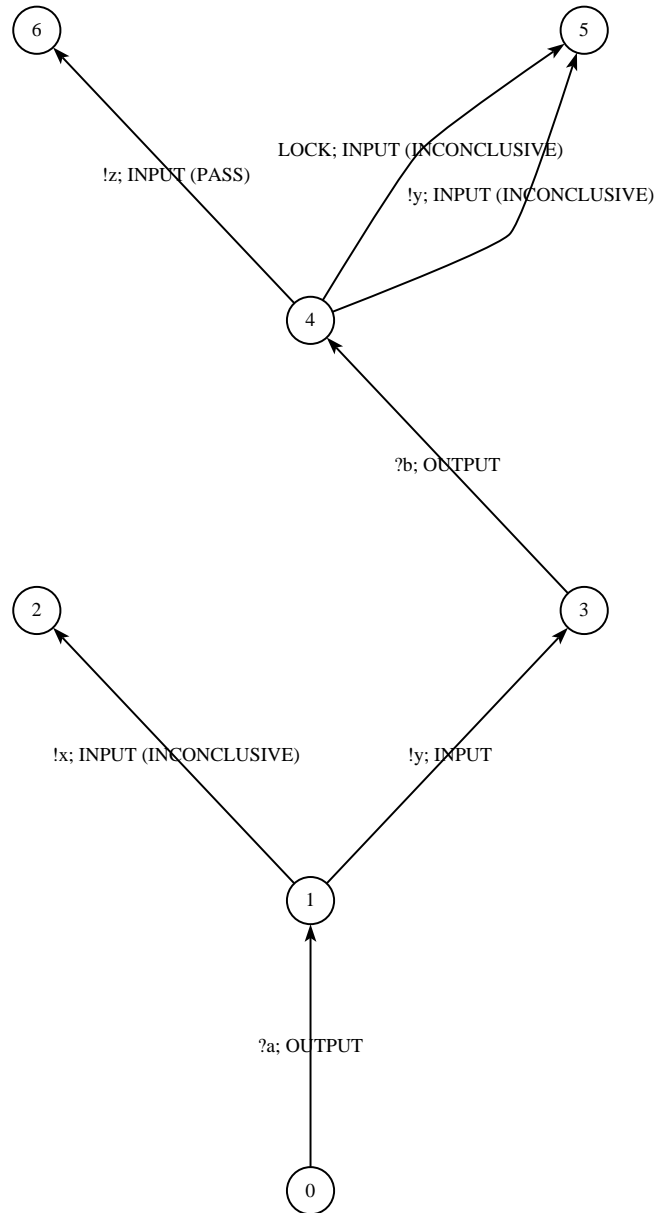 6
5
LOCK; INPUT (INCONCLUSIVE)
!z; INPUT (PASS)
!y; INPUT (INCONCLUSIVE)
4
?b; OUTPUT
2
3
!x; INPUT (INCONCLUSIVE)
!y; INPUT
1
?a; OUTPUT
0